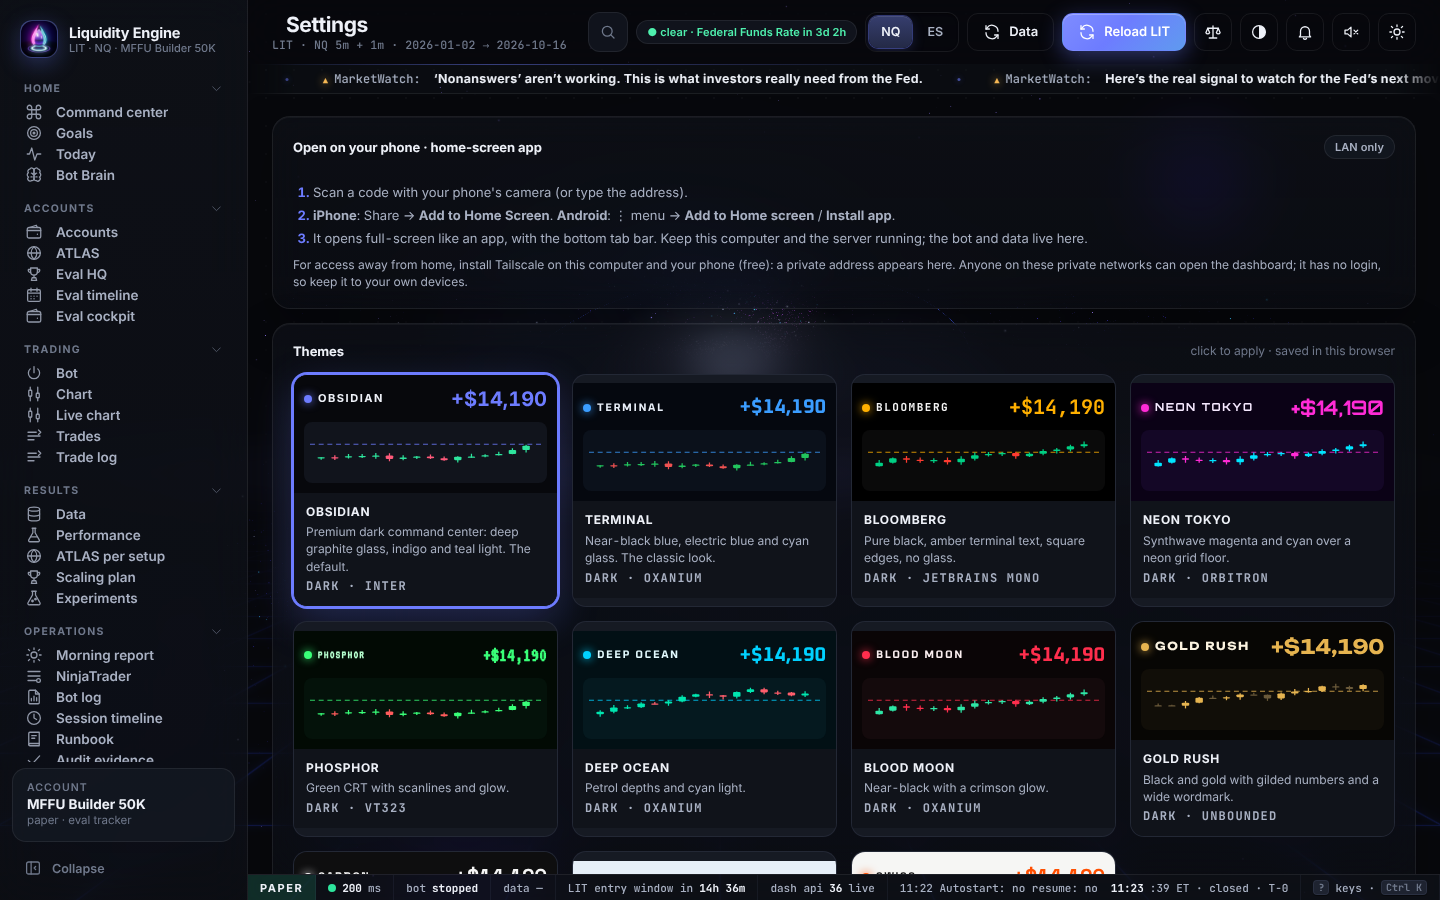 Liquidity Engine
LIT · NQ · MFFU Builder 50K
HOME
Command center
Goals
Today
Bot Brain
ACCOUNTS
Accounts
ATLAS
Eval HQ
Eval timeline
Eval cockpit
TRADING
Bot
Chart
Live chart
Trades
Trade log
RESULTS
Data
Performance
ATLAS per setup
Scaling plan
Experiments
OPERATIONS
Morning report
NinjaTrader
Bot log
Session timeline
Runbook
Audit evidence
ACCOUNT
MFFU Builder 50K
paper · eval tracker
Collapse
Settings
LIT · NQ 5m + 1m · 2026-01-02 → 2026-10-16
clear · Federal Funds Rate in 3d 2h
NQ ES
Data
Reload LIT
MarketWatch: ‘Nonanswers’ aren’t working. This is what investors really need from the Fed.
MarketWatch: Here’s the real signal to watch for the Fed’s next mov
Open on your phone · home-screen app
LAN only
1. Scan a code with your phone's camera (or type the address).
2. iPhone: Share → Add to Home Screen. Android: ⋮ menu → Add to Home screen / Install app.
3. It opens full-screen like an app, with the bottom tab bar. Keep this computer and the server running; the bot and data live here.
For access away from home, install Tailscale on this computer and your phone (free): a private address appears here. Anyone on these private networks can open the dashboard; it has no login,
so keep it to your own devices.
Themes
click to apply · saved in this browser
OBSIDIAN +$14,190
OBSIDIAN
Premium dark command center: deep
graphite glass, indigo and teal light. The
default.
DARK · INTER
TERMINAL +$14,190
TERMINAL
Near-black blue, electric blue and cyan
glass. The classic look.
DARK · OXANIUM
BLOOMBERG +$14,190
BLOOMBERG
Pure black, amber terminal text, square
edges, no glass.
DARK · JETBRAINS MONO
NEON TOKYO +$14,190
NEON TOKYO
Synthwave magenta and cyan over a
neon grid floor.
DARK · ORBITRON
PHOSPHOR +$14,190
PHOSPHOR
Green CRT with scanlines and glow.
DARK · VT323
DEEP OCEAN +$14,190
DEEP OCEAN
Petrol depths and cyan light.
DARK · OXANIUM
BLOOD MOON +$14,190
BLOOD MOON
Near-black with a crimson glow.
DARK · OXANIUM
GOLD RUSH +$14,190
GOLD RUSH
Black and gold with gilded numbers and a
wide wordmark.
DARK · UNBOUNDED
PAPER
200 ms
bot stopped
data —
LIT entry window in 14h 36m
dash api 36 live
11:22 Autostart: no resume: no
11:23 :39 ET · closed · T-0
? keys · Ctrl K